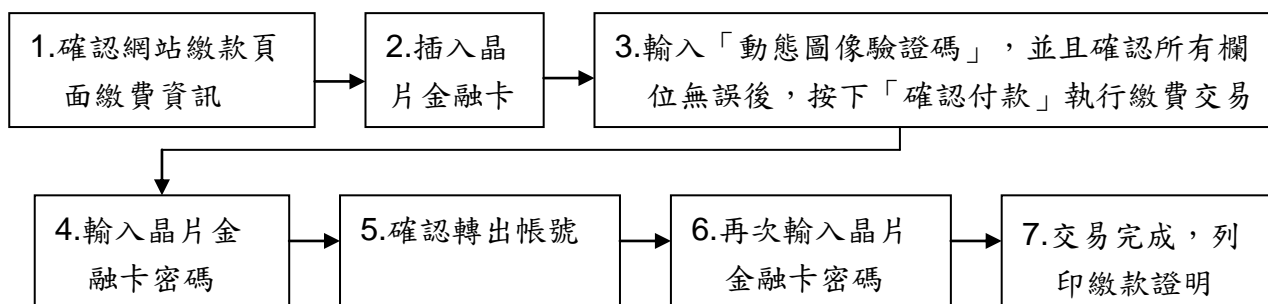 1.確認網站繳款頁
面繳費資訊
2.插入晶
片金融卡
3.輸入「動態圖像驗證碼」,並且確認所有欄
位無誤後,按下「確認付款」執行繳費交易
4.輸入晶片金
融卡密碼
5.確認轉出帳號
6.再次輸入晶片
金融卡密碼
7.交易完成,列
印繳款證明